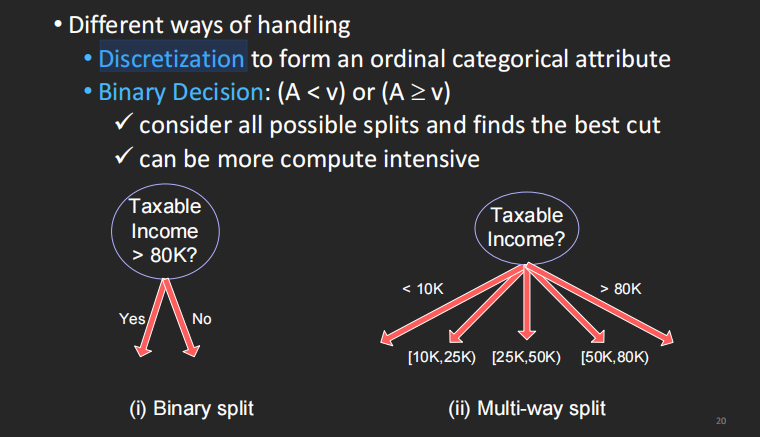 • Different ways of handling
• Discretization to form an ordinal categorical attribute
• Binary Decision: (A < v) or (A ≥ v)
✓ consider all possible splits and finds the best cut
✓ can be more compute intensive
Taxable
Income
> 80K?
Yes
No
(i) Binary split
Taxable
Income?
< 10K
> 80K
[10K,25K)
[25K,50K)
[50K,80K)
(ii) Multi-way split
20